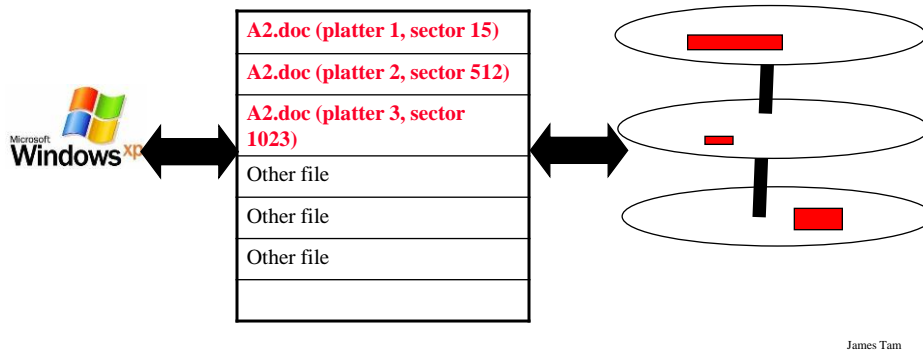 A2.doc (platter 1, sector 15)
A2.doc (platter 2, sector 512)
A2.doc (platter 3, sector
1023)
Other file
Other file
Other file
Microsoft
Windows xp
James Tam